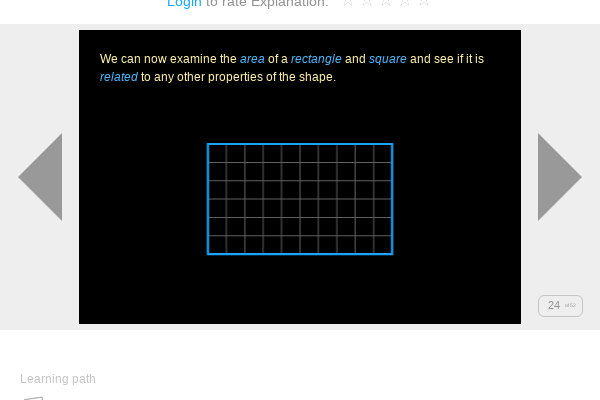 Login to rate Explanation:
We can now examine the area of a rectangle and square and see if it is
related to any other properties of the shape.
24 of 52
Learning path